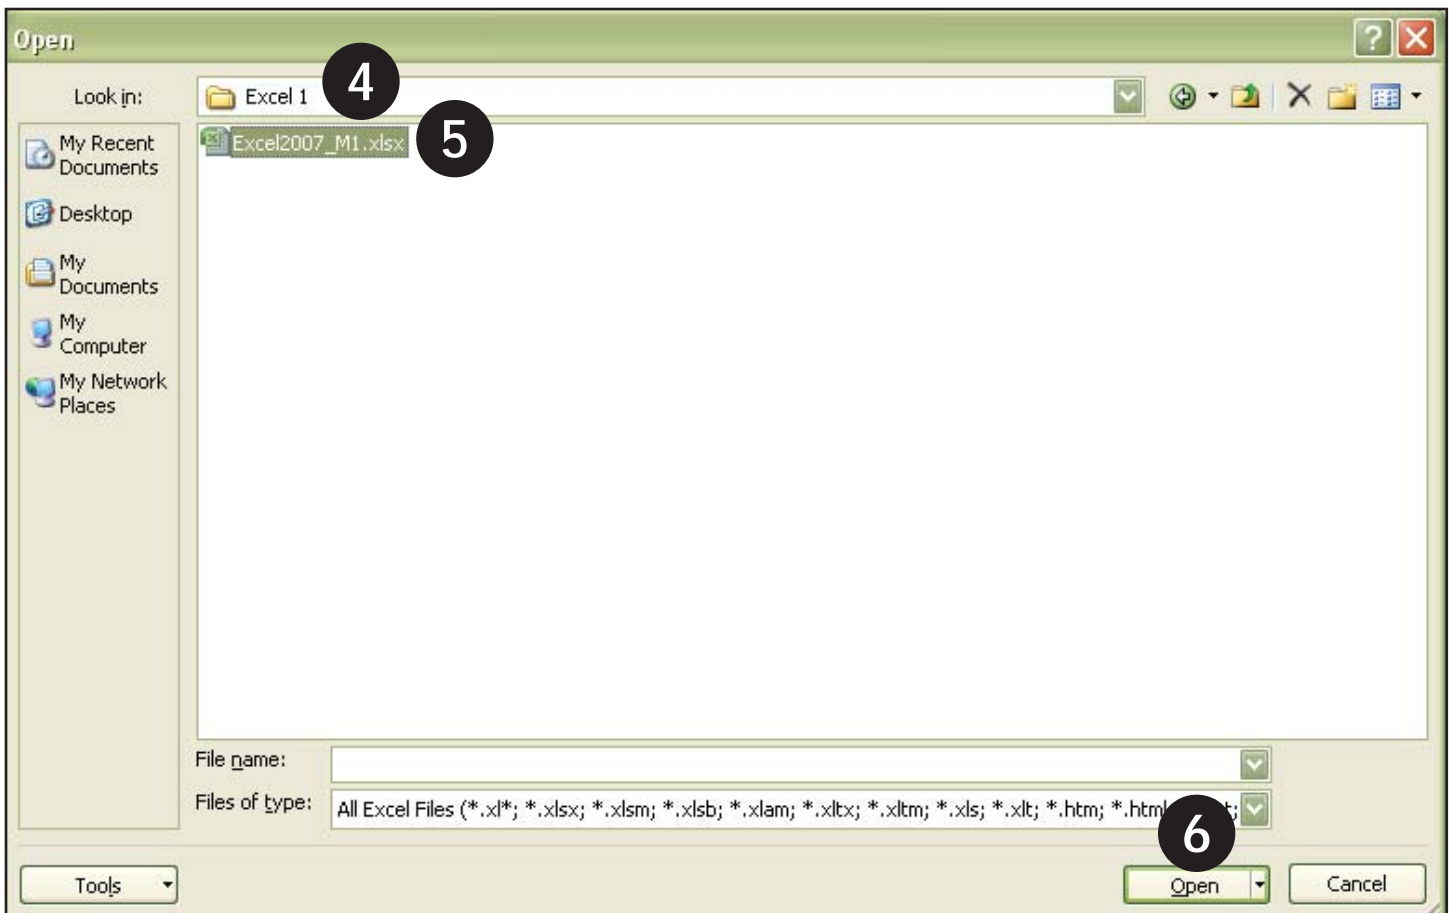 Open
Look in:
Excel 1
4
My Recent
Documents
Desktop
My
Documents
My
Computer
My Network
Places
Excel2007_M1.xlsx
5
File name:
Files of type:
All Excel Files (*.xl*; *.xlsx; *.xlsm; *.xlsb; *.xlam; *.xltx; *.xltm; *.xls; *.xlt; *.htm; *.html
6
Tools
Open
Cancel